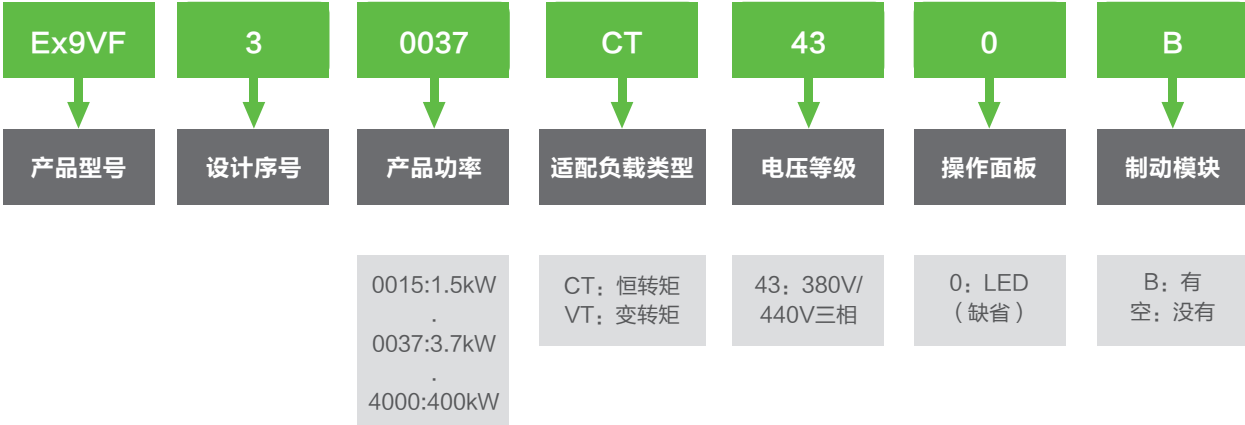 Ex9VF 3 0037 CT 43 0 B
产品型号 设计序号 产品功率 适配负载类型 电压等级 操作面板 制动模块
0015:1.5kW
.
0037:3.7kW
.
4000:400kW
CT：恒转矩
VT：变转矩
43：380V/
440V三相
0：LED
（缺省）
B：有
空：没有